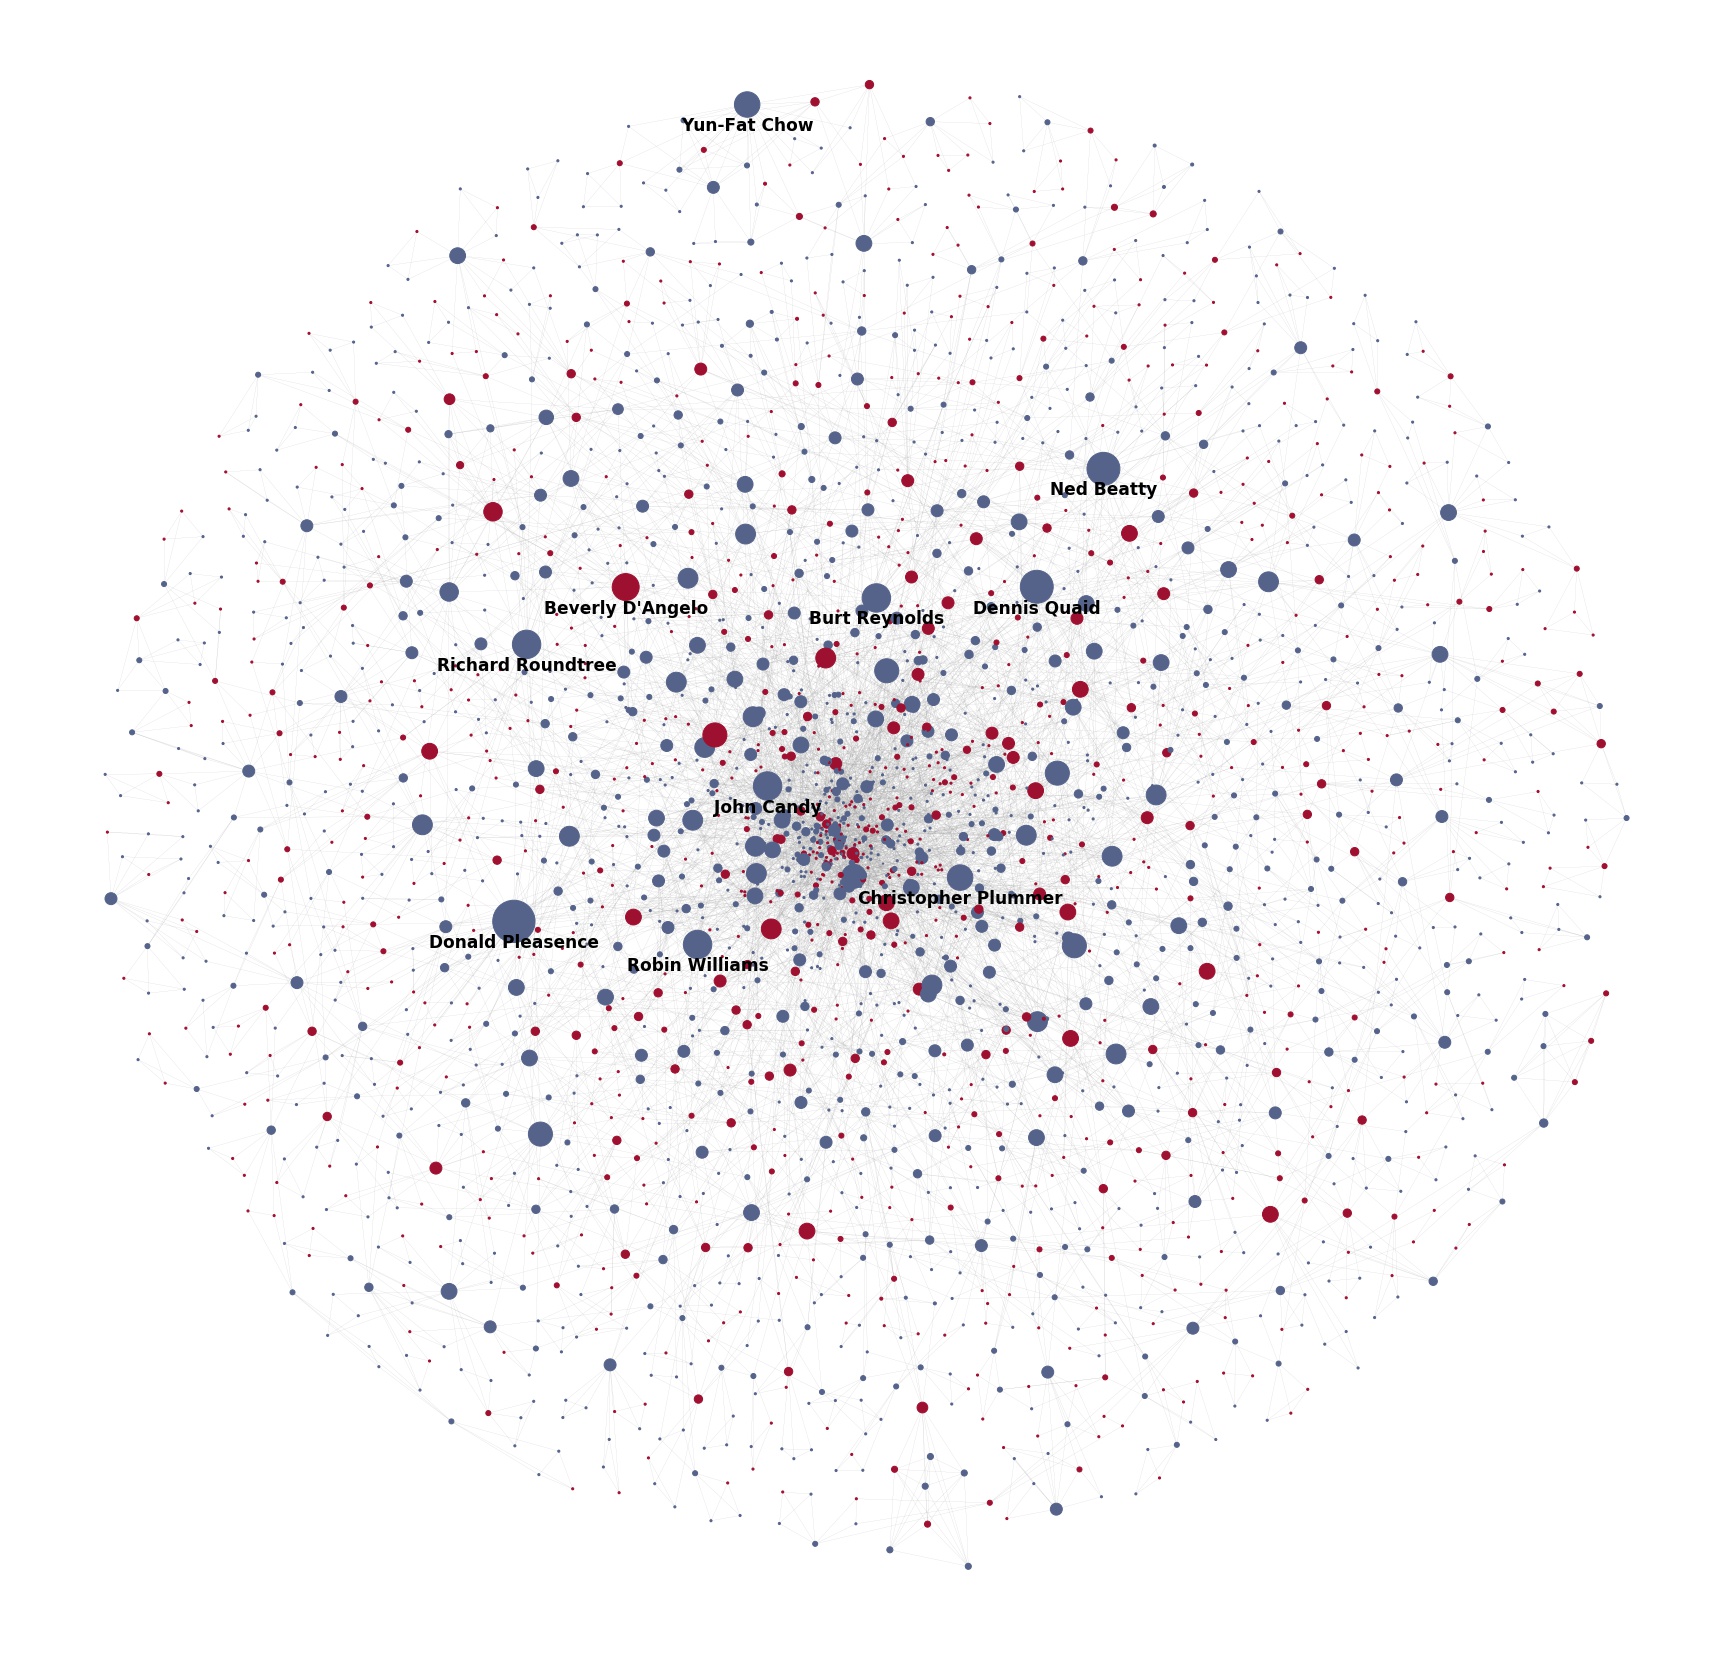 Yun-Fat Chow
Ned Beatty
Beverly D'Angelo
Burt Reynolds
Dennis Quaid
Richard Roundtree
John Candy
Christopher Plummer
Donald Pleasence
Robin Williams